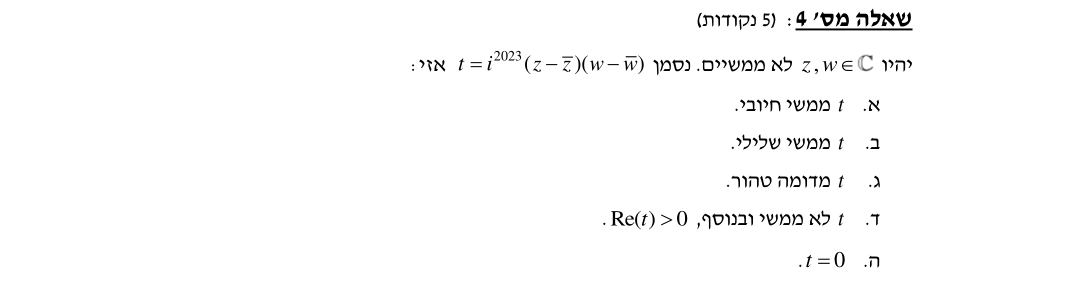 שאלה מס' 4 : (5 נקודות)
יהיו z, w ∈ ℂ לא ממשיים. נסמן t = i²⁰²³(z − z̅)(w − w̅) אזי :
א. t ממשי חיובי.
ב. t ממשי שלילי.
ג. t מדומה טהור.
ד. t לא ממשי ובנוסף, Re(t) > 0 .
ה. t = 0 .